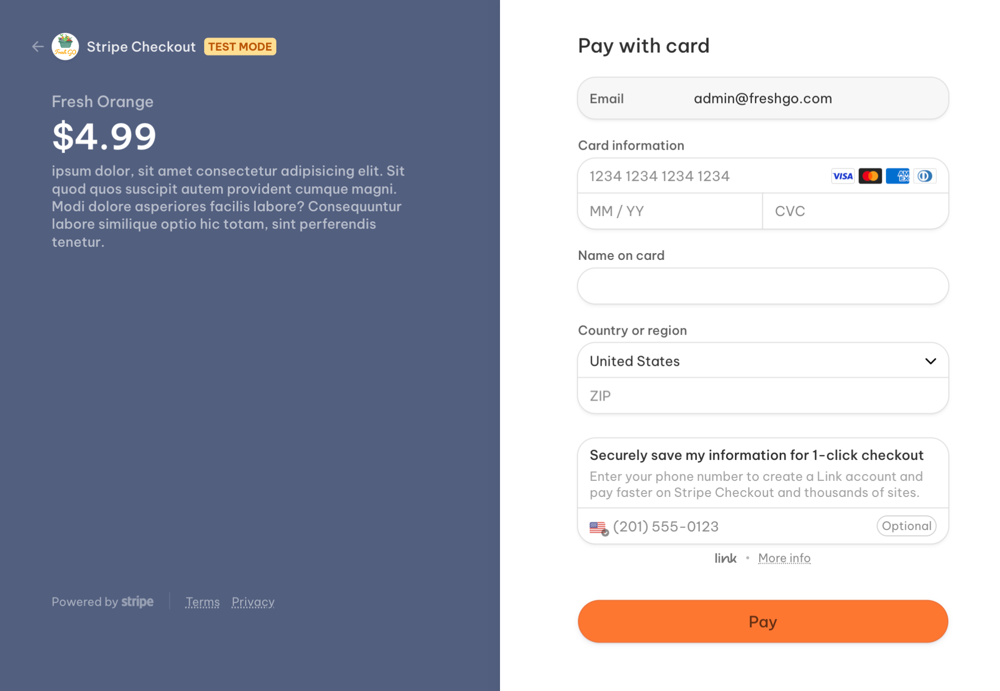 Fresh GO
Stripe Checkout
TEST MODE
Fresh Orange
$4.99
ipsum dolor, sit amet consectetur adipisicing elit. Sit
quod quos suscipit autem provident cumque magni.
Modi dolore asperiores facilis labore? Consequuntur
labore similique optio hic totam, sint perferendis
tenetur.
Powered by stripe
Terms
Privacy
Pay with card
Email
admin@freshgo.com
Card information
1234 1234 1234 1234
VISA
AMEX
MM / YY
CVC
Name on card
Country or region
United States
ZIP
Securely save my information for 1-click checkout
Enter your phone number to create a Link account and
pay faster on Stripe Checkout and thousands of sites.
(201) 555-0123
Optional
link • More info
Pay